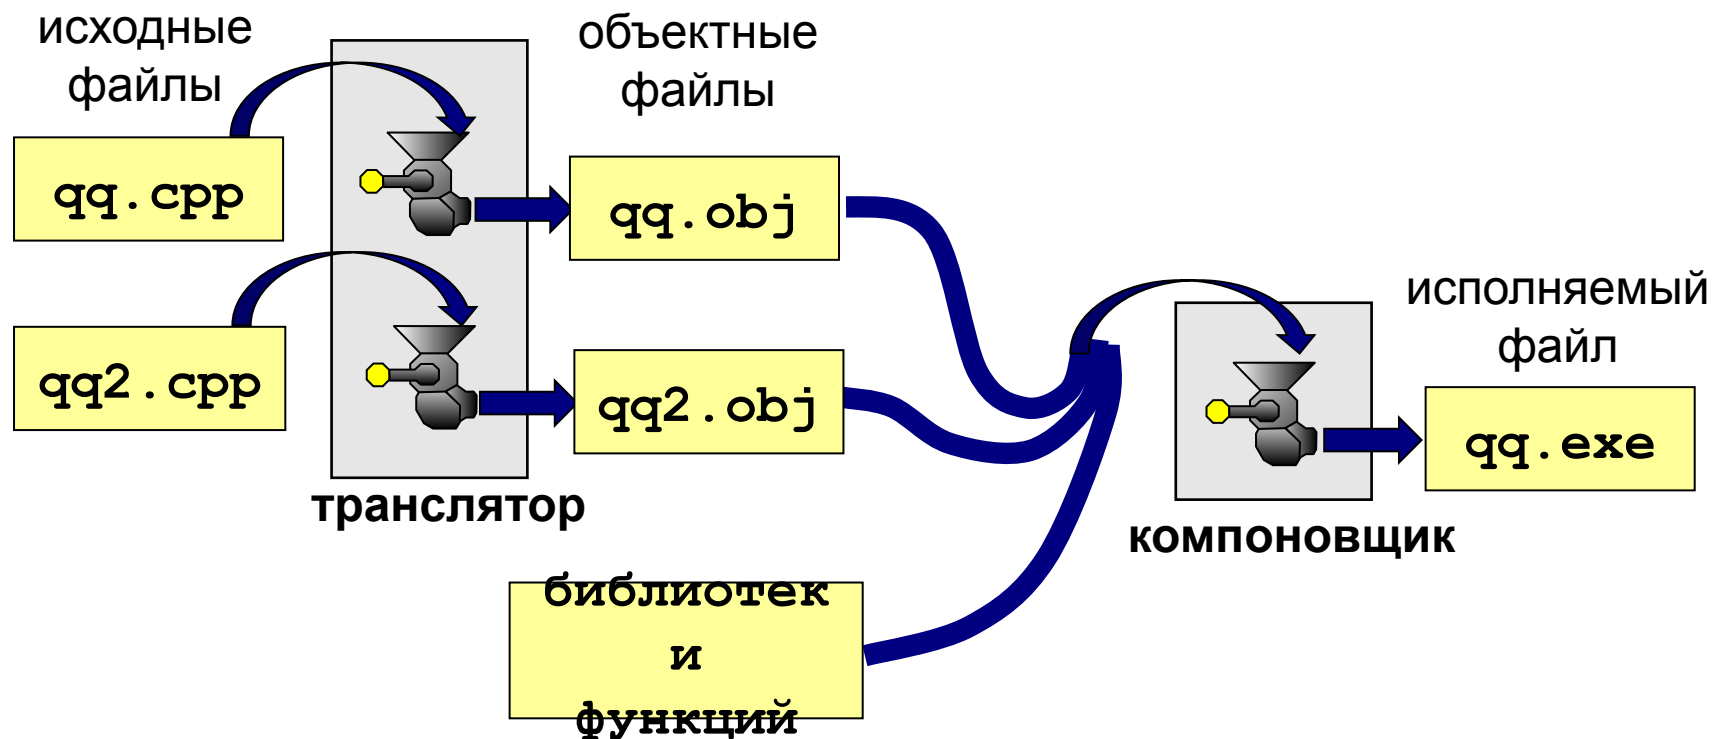 исходные
файлы
объектные
файлы
qq.cpp
qq.obj
qq2.cpp
qq2.obj
транслятор
исполняемый
файл
qq.exe
компоновщик
библиотек
и
функций